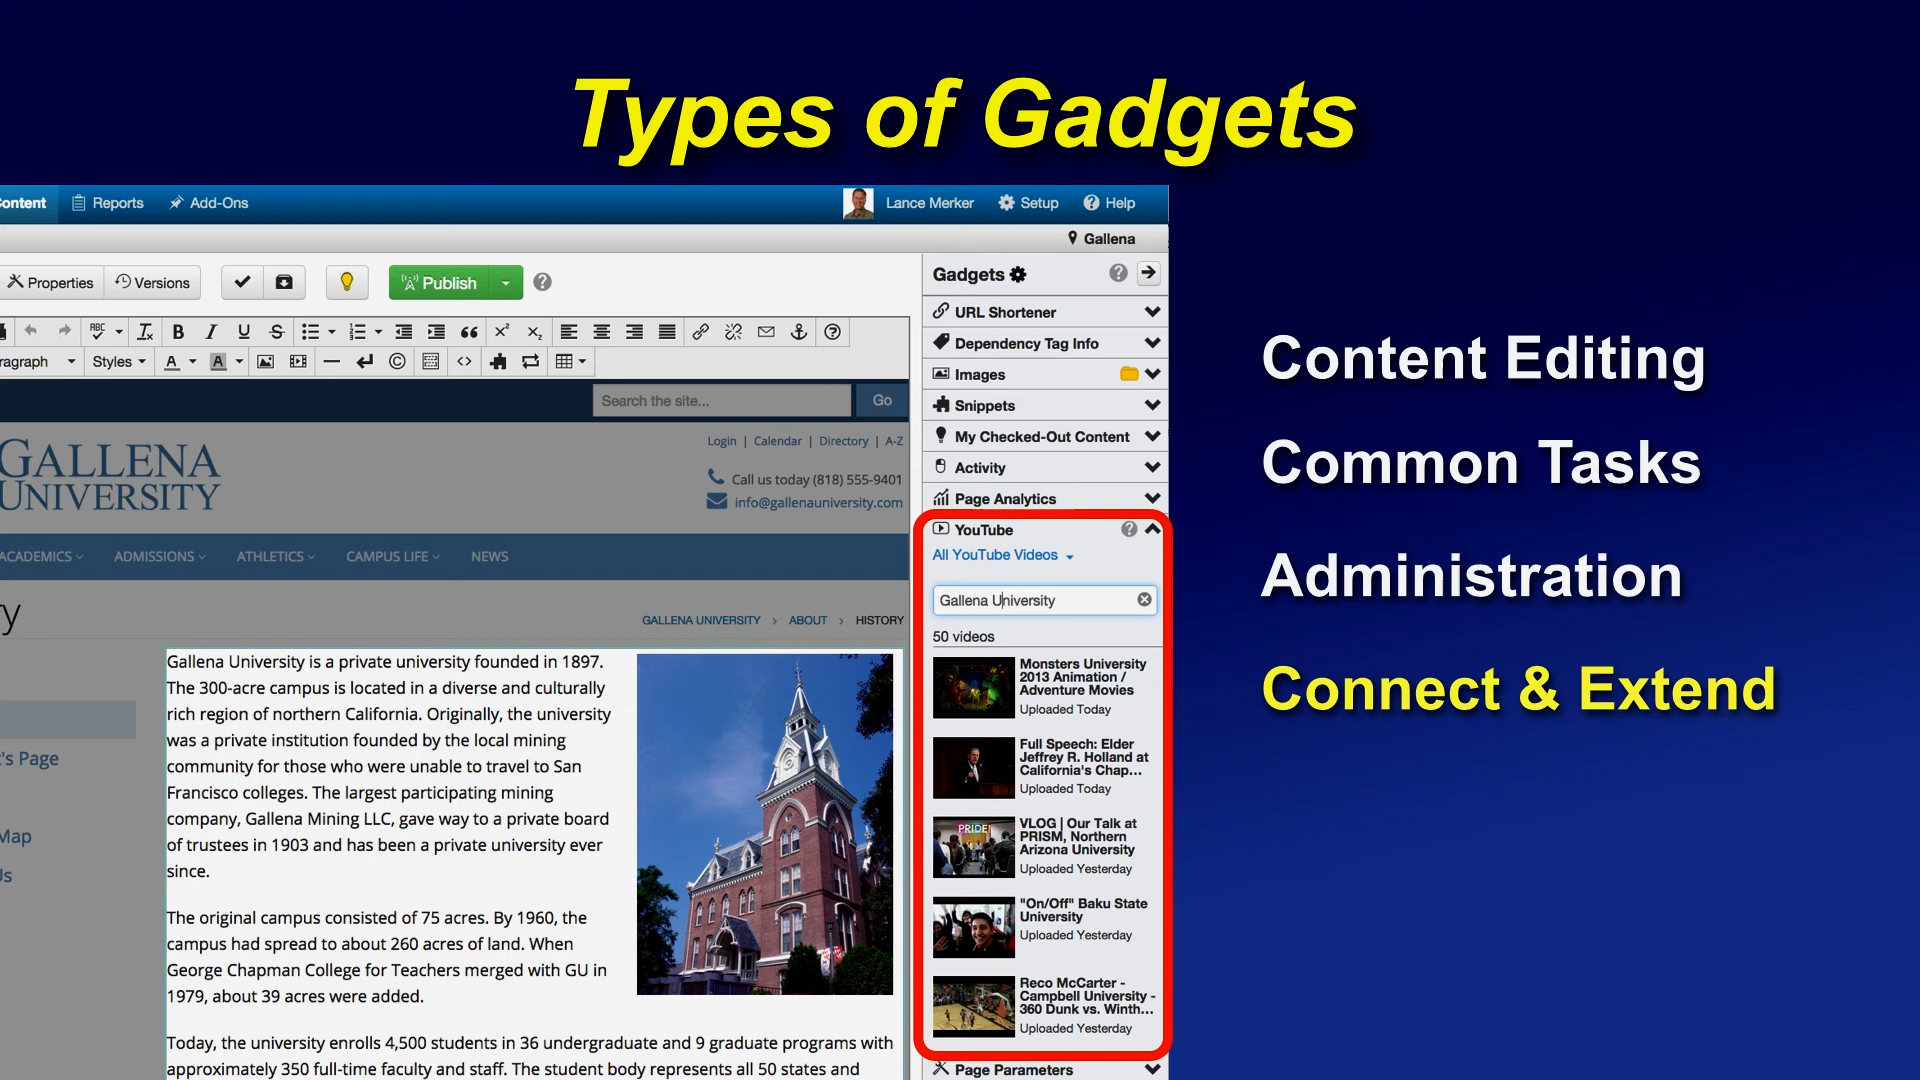 Types of Gadgets
Content
Reports
Add-Ons
Lance Merker
Setup
Help
Gallena
Properties
Versions
Publish
Gadgets
URL Shortener
Dependency Tag Info
Images
Snippets
My Checked-Out Content
Activity
Page Analytics
YouTube
All YouTube Videos
Gallena University
50 videos
Monsters University
2013 Animation /
Adventure Movies
Uploaded Today
Full Speech: Elder
Jeffrey R. Holland at
California's Chap...
Uploaded Today
PRIDE!
VLOG | Our Talk at
PRISM, Northern
Arizona University
Uploaded Yesterday
"On/Off" Baku State
University
Uploaded Yesterday
Reco McCarter -
Campbell University -
360 Dunk vs. Winth...
Uploaded Yesterday
Page Parameters
ABC
B I U S
aragraph
Styles
A
A
Search the site...
Go
GALLENA
UNIVERSITY
Login | Calendar | Directory | A-Z
Call us today (818) 555-9401
info@gallenauniversity.com
ACADEMICS
ADMISSIONS
ATHLETICS
CAMPUS LIFE
NEWS
y
GALLENA UNIVERSITY > ABOUT > HISTORY
t's Page
Map
Us
Gallena University is a private university founded in 1897.
The 300-acre campus is located in a diverse and culturally
rich region of northern California. Originally, the university
was a private institution founded by the local mining
community for those who were unable to travel to San
Francisco colleges. The largest participating mining
company, Gallena Mining LLC, gave way to a private board
of trustees in 1903 and has been a private university ever
since.
The original campus consisted of 75 acres. By 1960, the
campus had spread to about 260 acres of land. When
George Chapman College for Teachers merged with GU in
1979, about 39 acres were added.
Today, the university enrolls 4,500 students in 36 undergraduate and 9 graduate programs with
approximately 350 full-time faculty and staff. The student body represents all 50 states and
Content Editing
Common Tasks
Administration
Connect & Extend